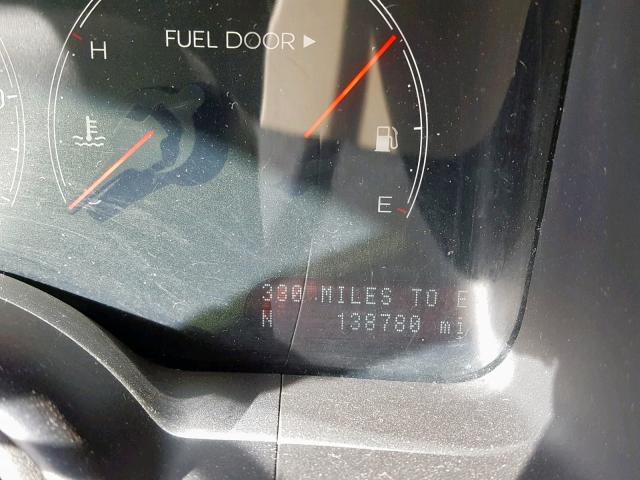 FUEL DOOR ▶
H
E
330 MILES TO E
N 138780 mi